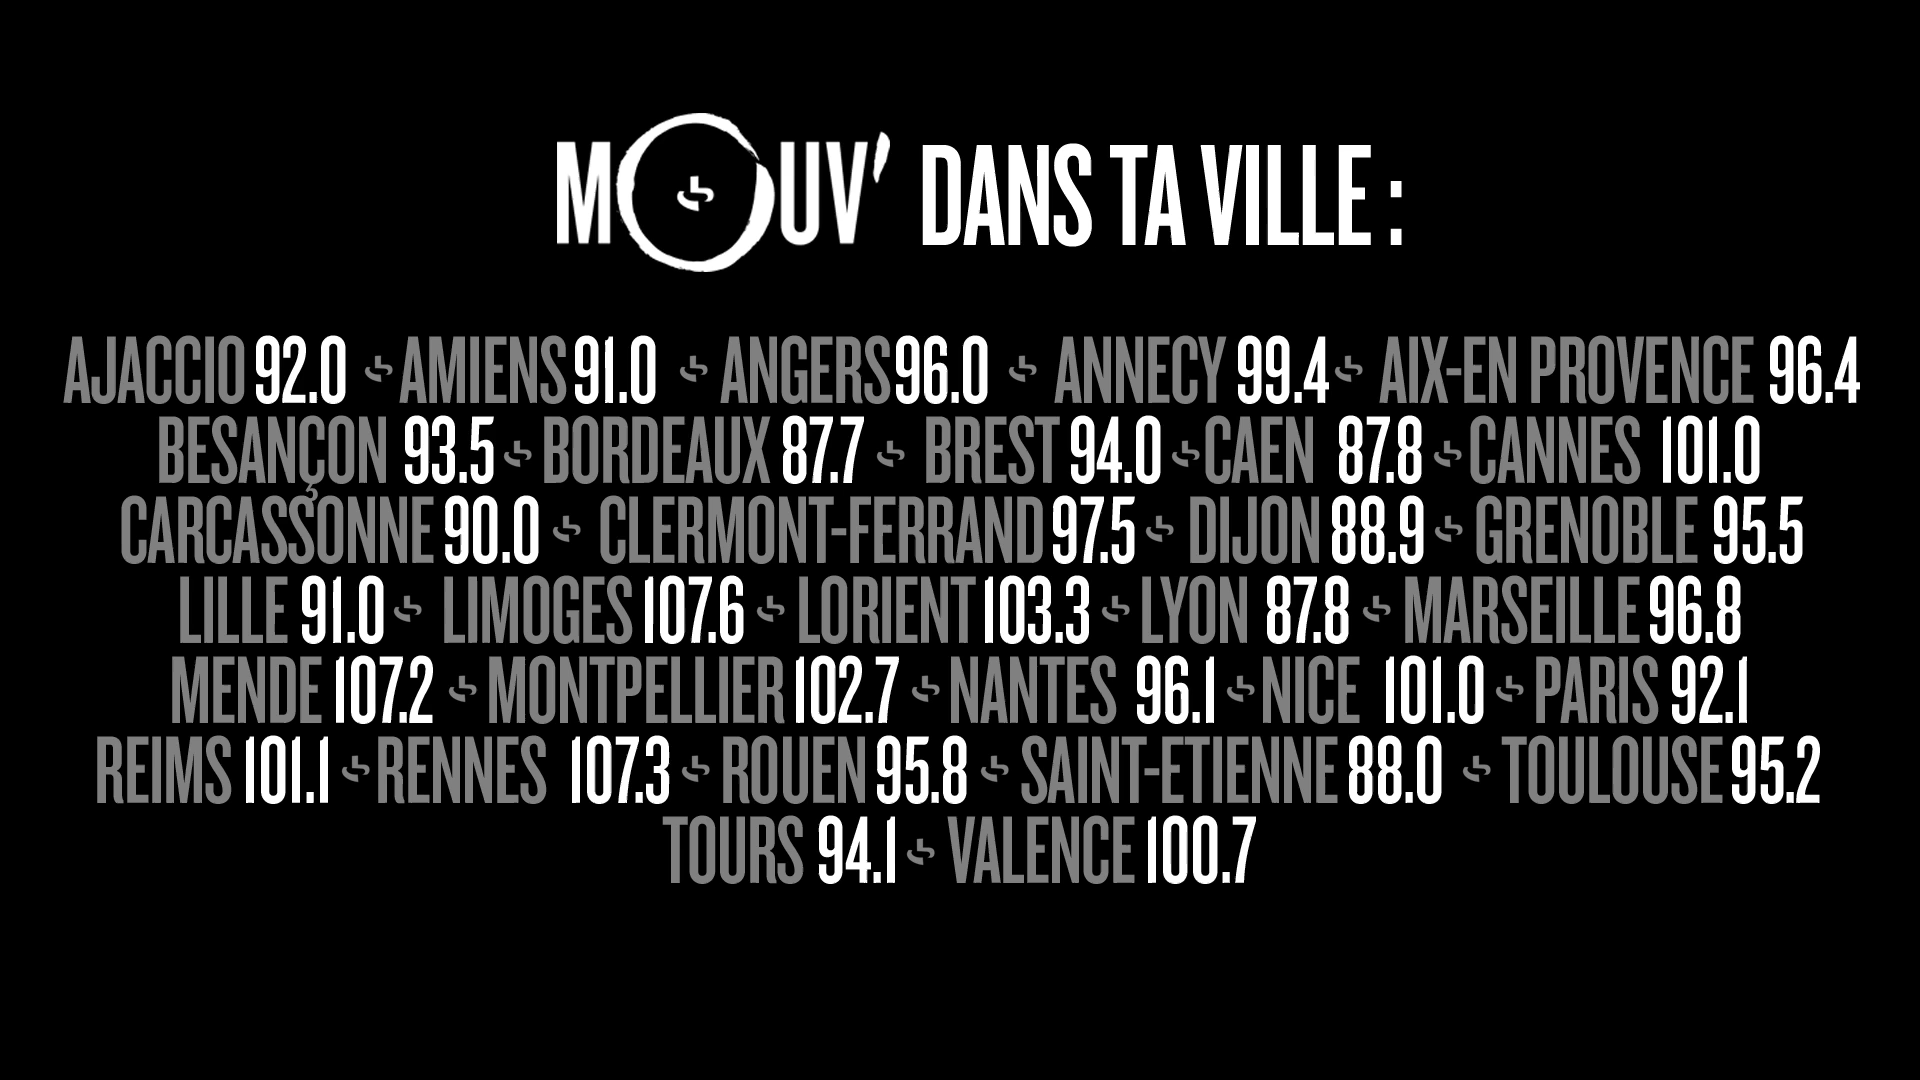 MOUV' DANS TA VILLE :
AJACCIO 92.0 AMIENS 91.0 ANGERS 96.0 ANNECY 99.4 AIX-EN PROVENCE 96.4
BESANÇON 93.5 BORDEAUX 87.7 BREST 94.0 CAEN 87.8 CANNES 101.0
CARCASSONNE 90.0 CLERMONT-FERRAND 97.5 DIJON 88.9 GRENOBLE 95.5
LILLE 91.0 LIMOGES 107.6 LORIENT 103.3 LYON 87.8 MARSEILLE 96.8
MENDE 107.2 MONTPELLIER 102.7 NANTES 96.1 NICE 101.0 PARIS 92.1
REIMS 101.1 RENNES 107.3 ROUEN 95.8 SAINT-ETIENNE 88.0 TOULOUSE 95.2
TOURS 94.1 VALENCE 100.7